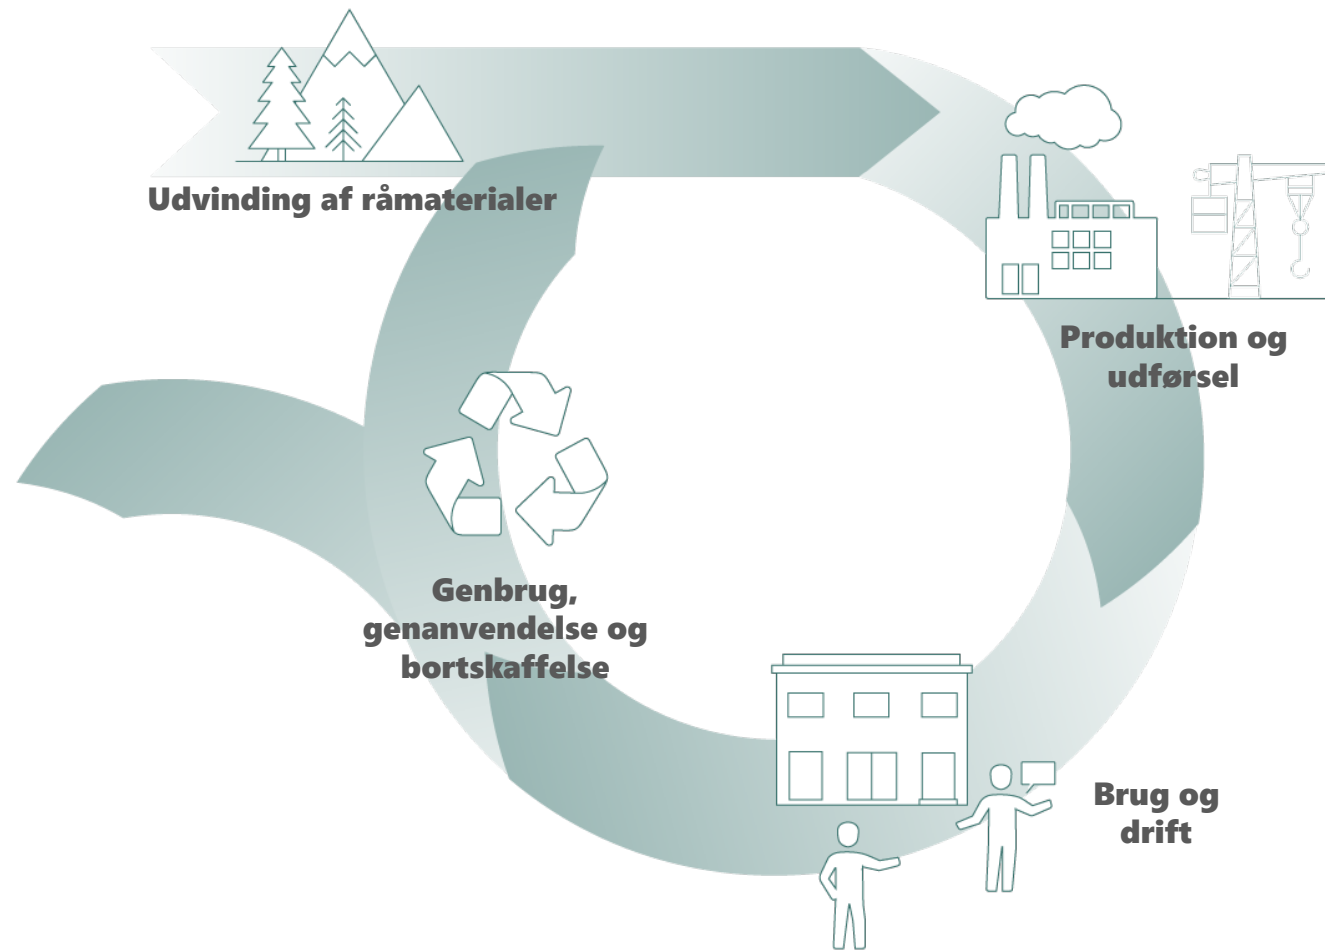 Udvinding af råmaterialer
Produktion og
udførsel
Genbrug,
genanvendelse og
bortskaffelse
Brug og
drift